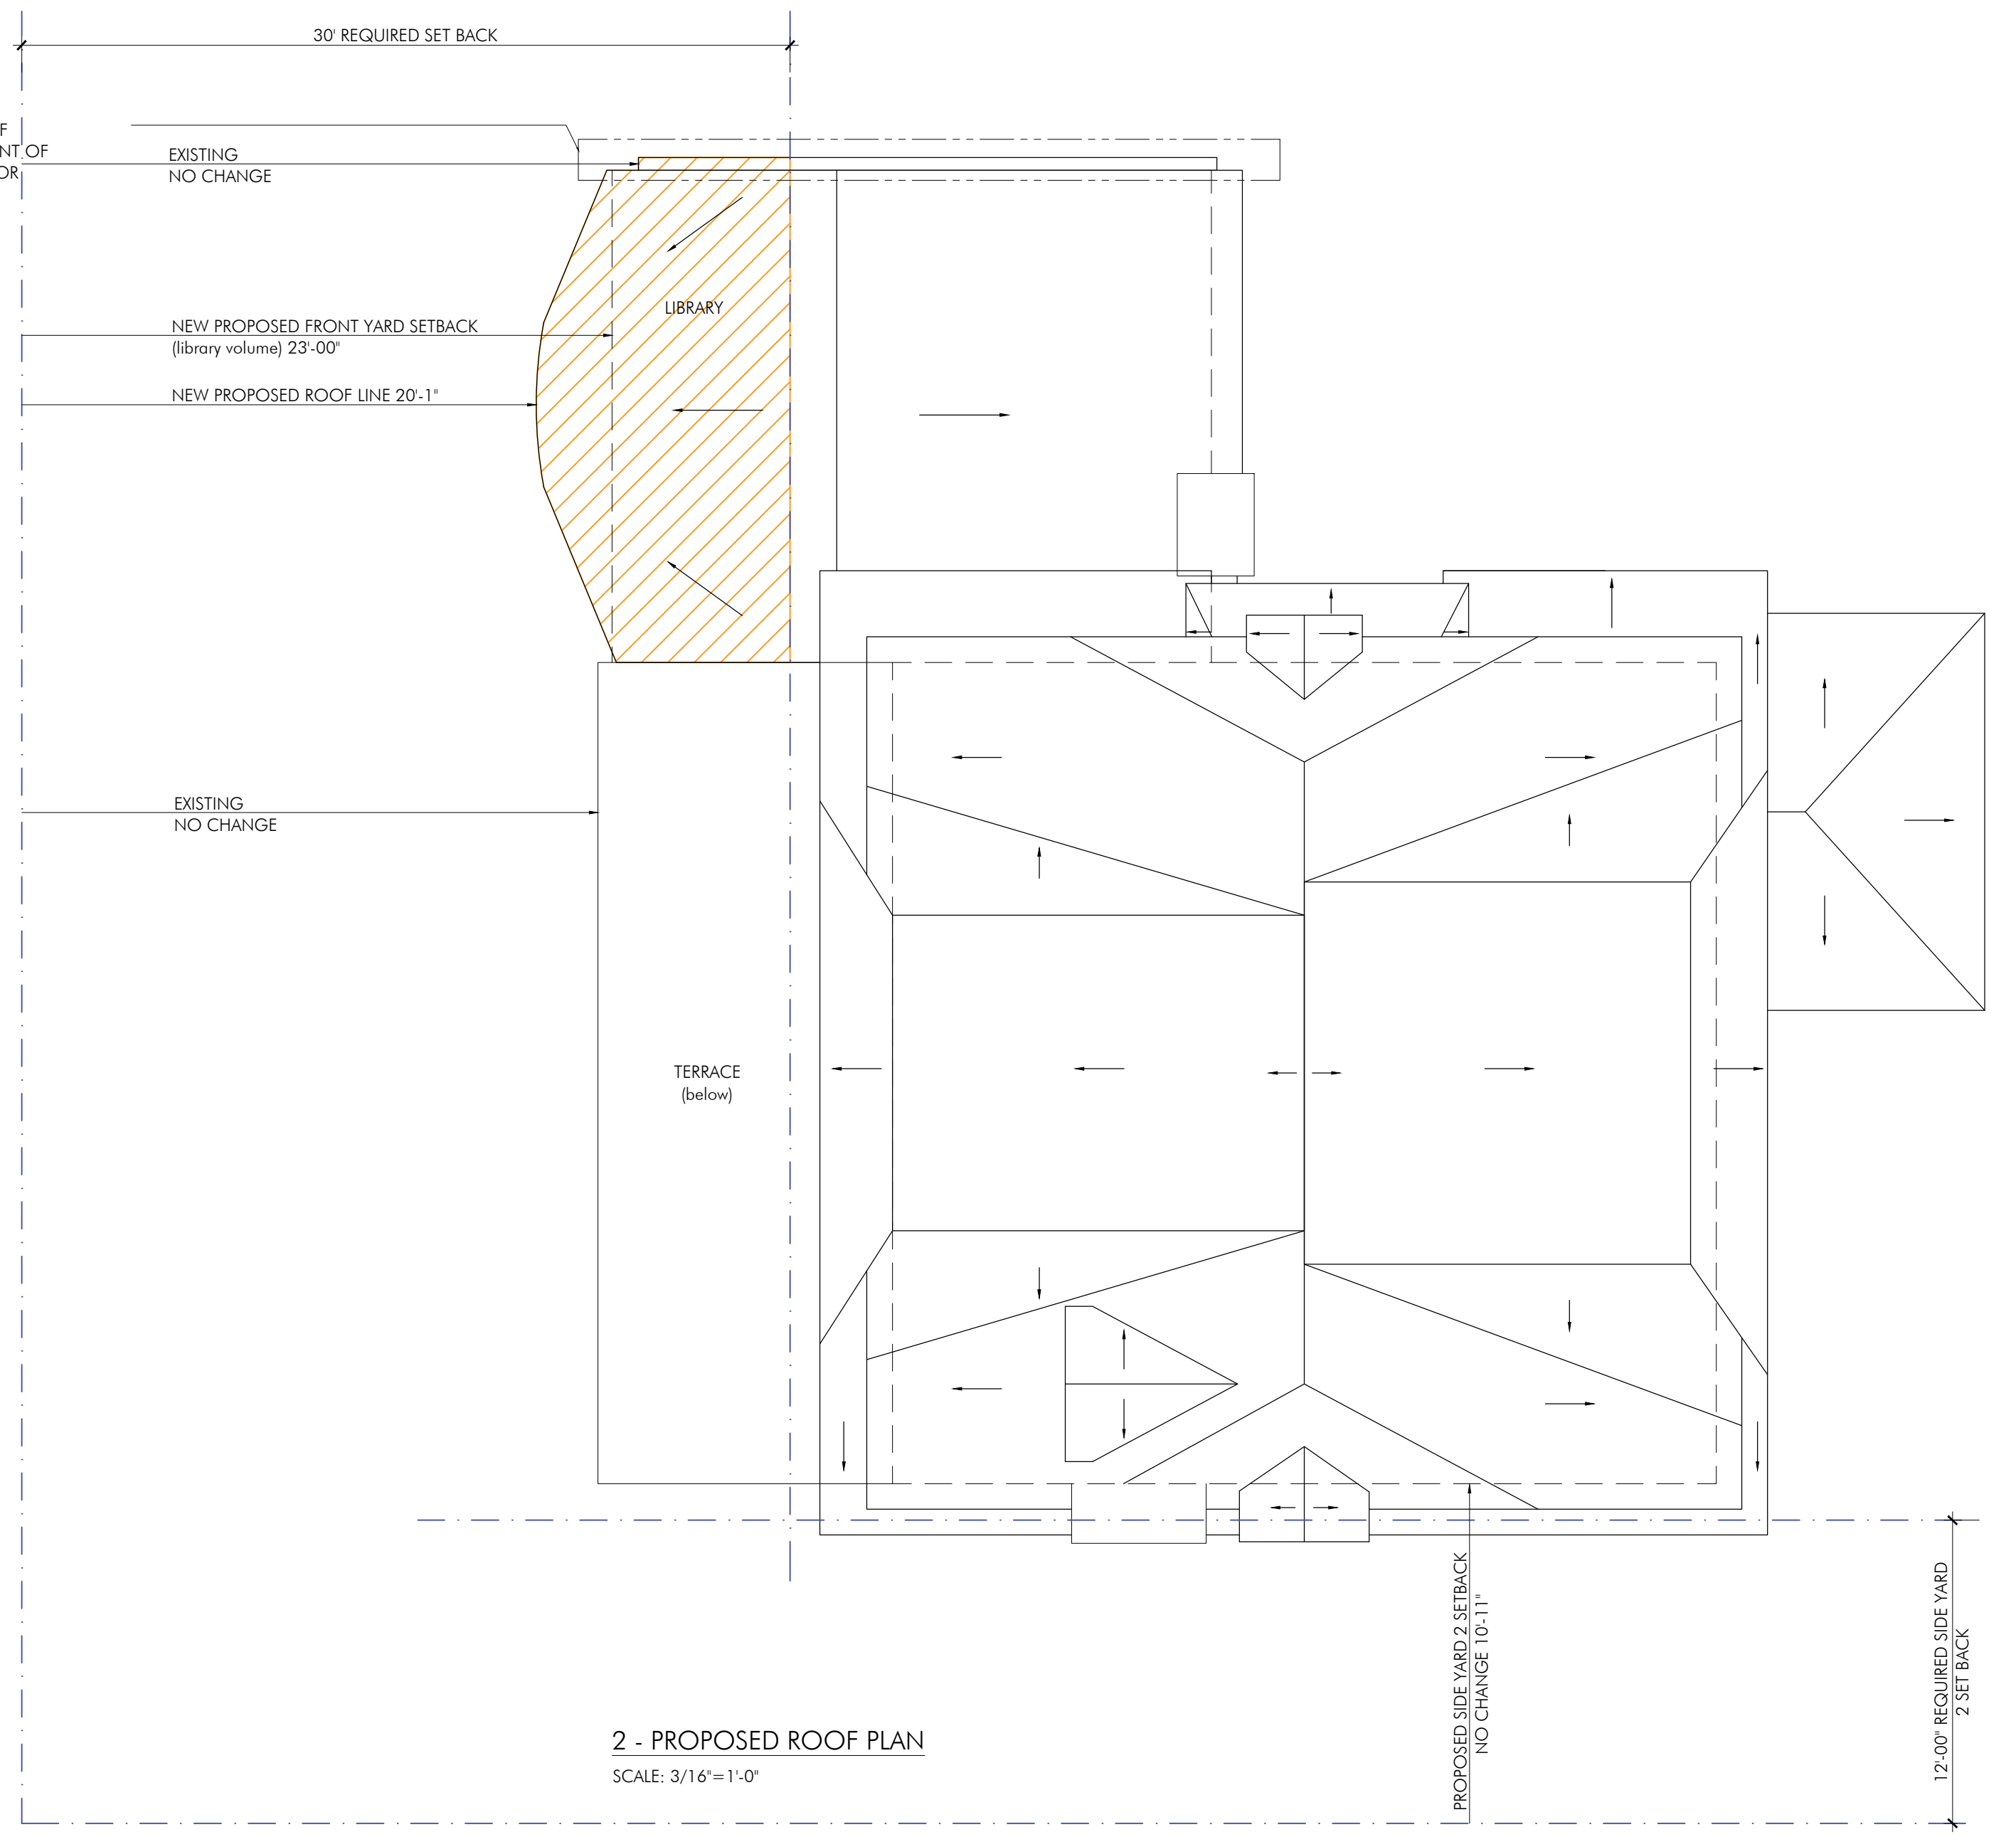 30' REQUIRED SET BACK
F
NT OF
OR
EXISTING
NO CHANGE
LIBRARY
NEW PROPOSED FRONT YARD SETBACK
(library volume) 23'-00"
NEW PROPOSED ROOF LINE 20'-1"
EXISTING
NO CHANGE
TERRACE
(below)
PROPOSED SIDE YARD 2 SETBACK
NO CHANGE 10'-11"
12'-00" REQUIRED SIDE YARD
2 SET BACK
2 - PROPOSED ROOF PLAN
SCALE: 3/16"=1'-0"